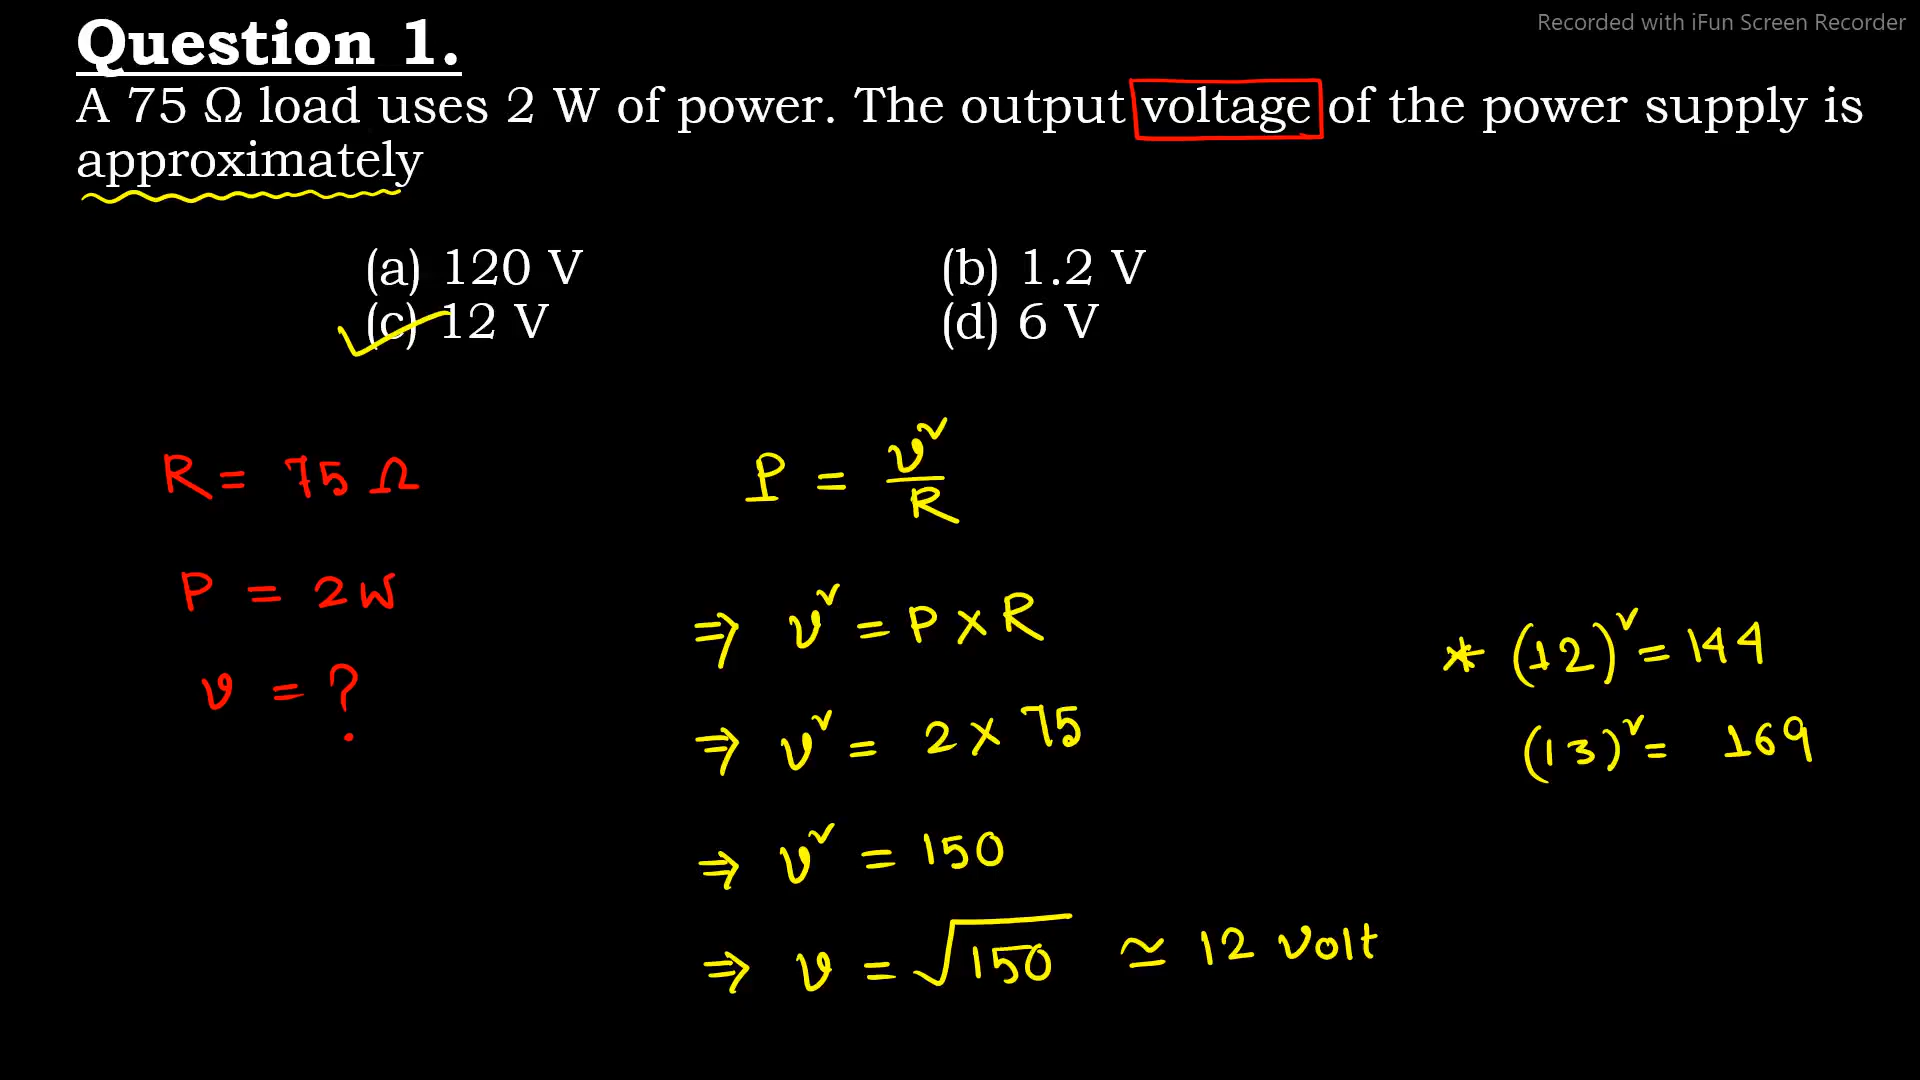 Recorded with iFun Screen Recorder
Question 1.
A 75 Ω load uses 2 W of power. The output voltage of the power supply is
approximately
(a) 120 V (b) 1.2 V
(c) 12 V (d) 6 V
R = 75 Ω
P = 2W
v = ?
P = v²/R
⇒ v² = P × R
⇒ v² = 2 × 75
⇒ v² = 150
⇒ v = √150 ≃ 12 volt
* (12)² = 144
(13)² = 169